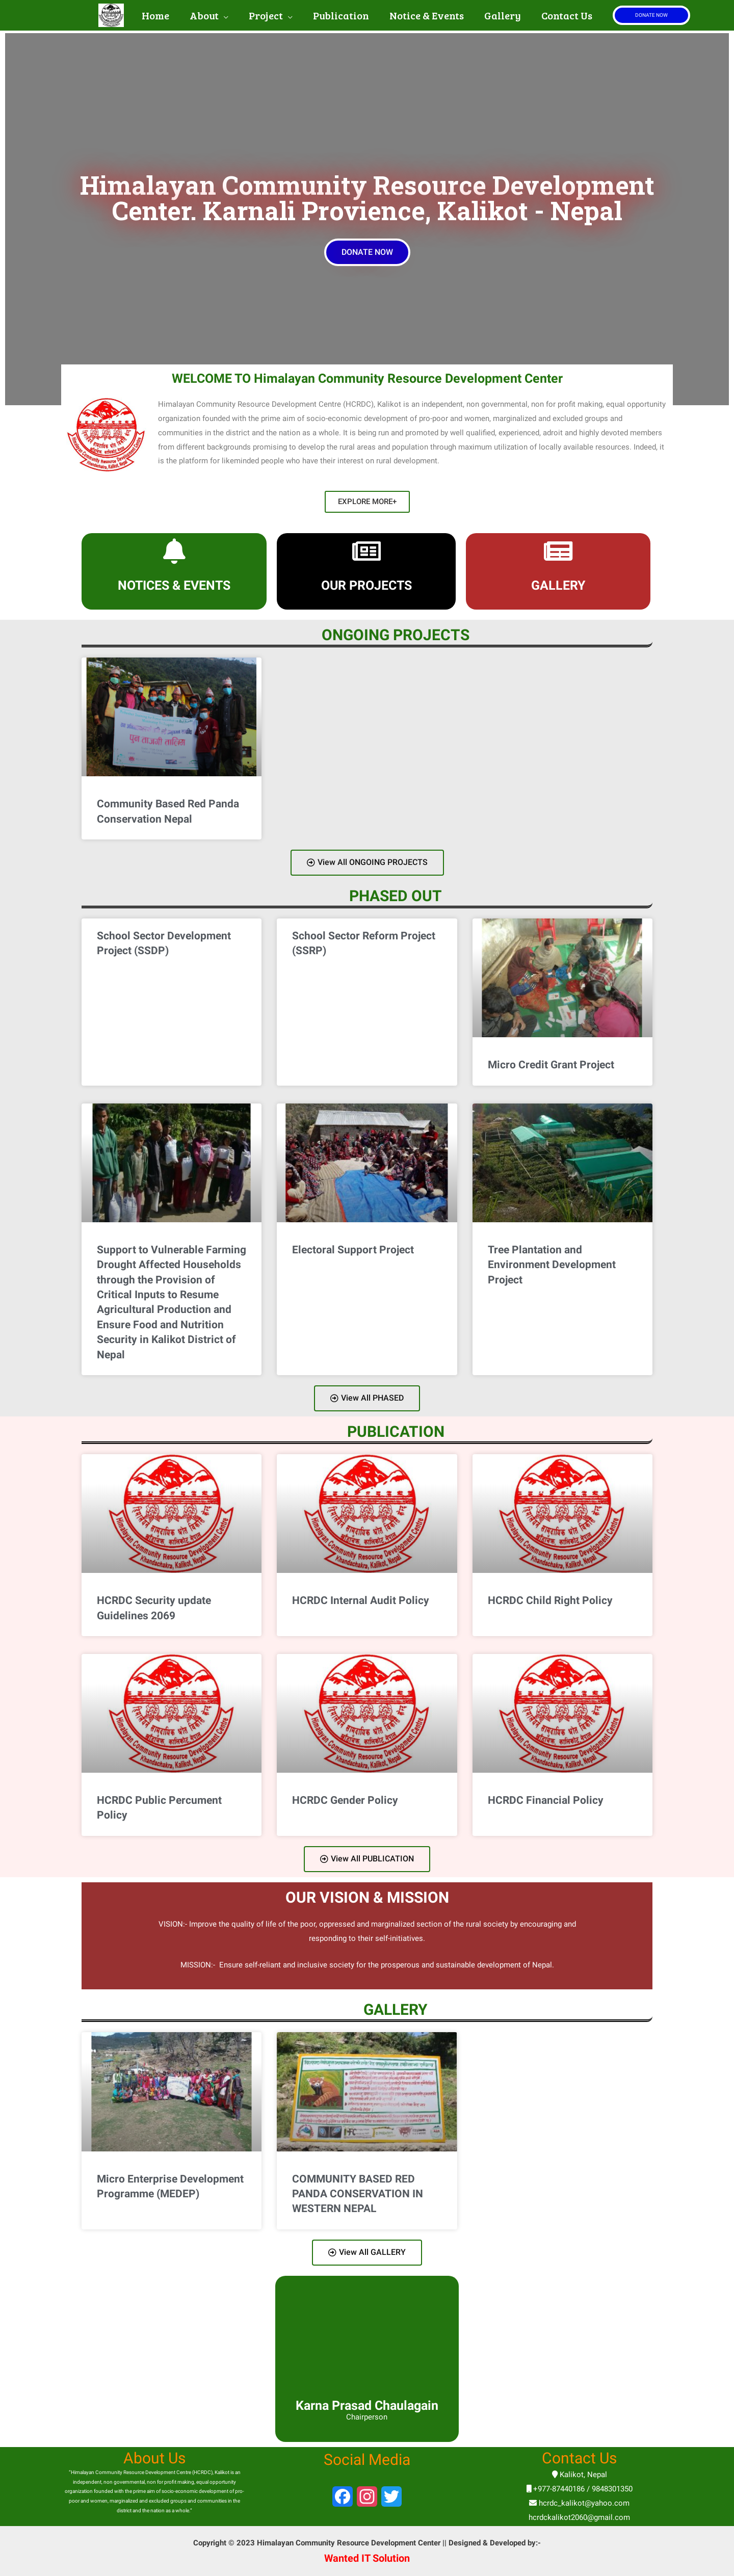 Home About Project Publication Notice & Events Gallery Contact Us DONATE NOW
Himalayan Community Resource Development
Center. Karnali Provience, Kalikot - Nepal
DONATE NOW
WELCOME TO Himalayan Community Resource Development Center
Himalayan Community Resource Development Centre (HCRDC), Kalikot is an independent, non governmental, non for profit making, equal opportunity
organization founded with the prime aim of socio-economic development of pro-poor and women, marginalized and excluded groups and
communities in the district and the nation as a whole. It is being run and promoted by well qualified, experienced, adroit and highly devoted members
from different backgrounds promising to develop the rural areas and population through maximum utilization of locally available resources. Indeed, it
is the platform for likeminded people who have their interest on rural development.
EXPLORE MORE+
NOTICES & EVENTS
OUR PROJECTS
GALLERY
ONGOING PROJECTS
Community Based Red Panda
Conservation Nepal
View All ONGOING PROJECTS
PHASED OUT
School Sector Development
Project (SSDP)
School Sector Reform Project
(SSRP)
Micro Credit Grant Project
Support to Vulnerable Farming
Drought Affected Households
through the Provision of
Critical Inputs to Resume
Agricultural Production and
Ensure Food and Nutrition
Security in Kalikot District of
Nepal
Electoral Support Project
Tree Plantation and
Environment Development
Project
View All PHASED
PUBLICATION
HCRDC Security update
Guidelines 2069
HCRDC Internal Audit Policy
HCRDC Child Right Policy
HCRDC Public Percument
Policy
HCRDC Gender Policy
HCRDC Financial Policy
View All PUBLICATION
OUR VISION & MISSION
VISION:- Improve the quality of life of the poor, oppressed and marginalized section of the rural society by encouraging and
responding to their self-initiatives.
MISSION:- Ensure self-reliant and inclusive society for the prosperous and sustainable development of Nepal.
GALLERY
Micro Enterprise Development
Programme (MEDEP)
COMMUNITY BASED RED
PANDA CONSERVATION IN
WESTERN NEPAL
View All GALLERY
Karna Prasad Chaulagain
Chairperson
About Us
"Himalayan Community Resource Development Centre (HCRDC), Kalikot is an
independent, non governmental, non for profit making, equal opportunity
organization founded with the prime aim of socio-economic development of pro-
poor and women, marginalized and excluded groups and communities in the
district and the nation as a whole."
Social Media
Contact Us
Kalikot, Nepal
+977-87440186 / 9848301350
hcrdc_kalikot@yahoo.com
hcrdckalikot2060@gmail.com
Copyright © 2023 Himalayan Community Resource Development Center || Designed & Developed by:-
Wanted IT Solution